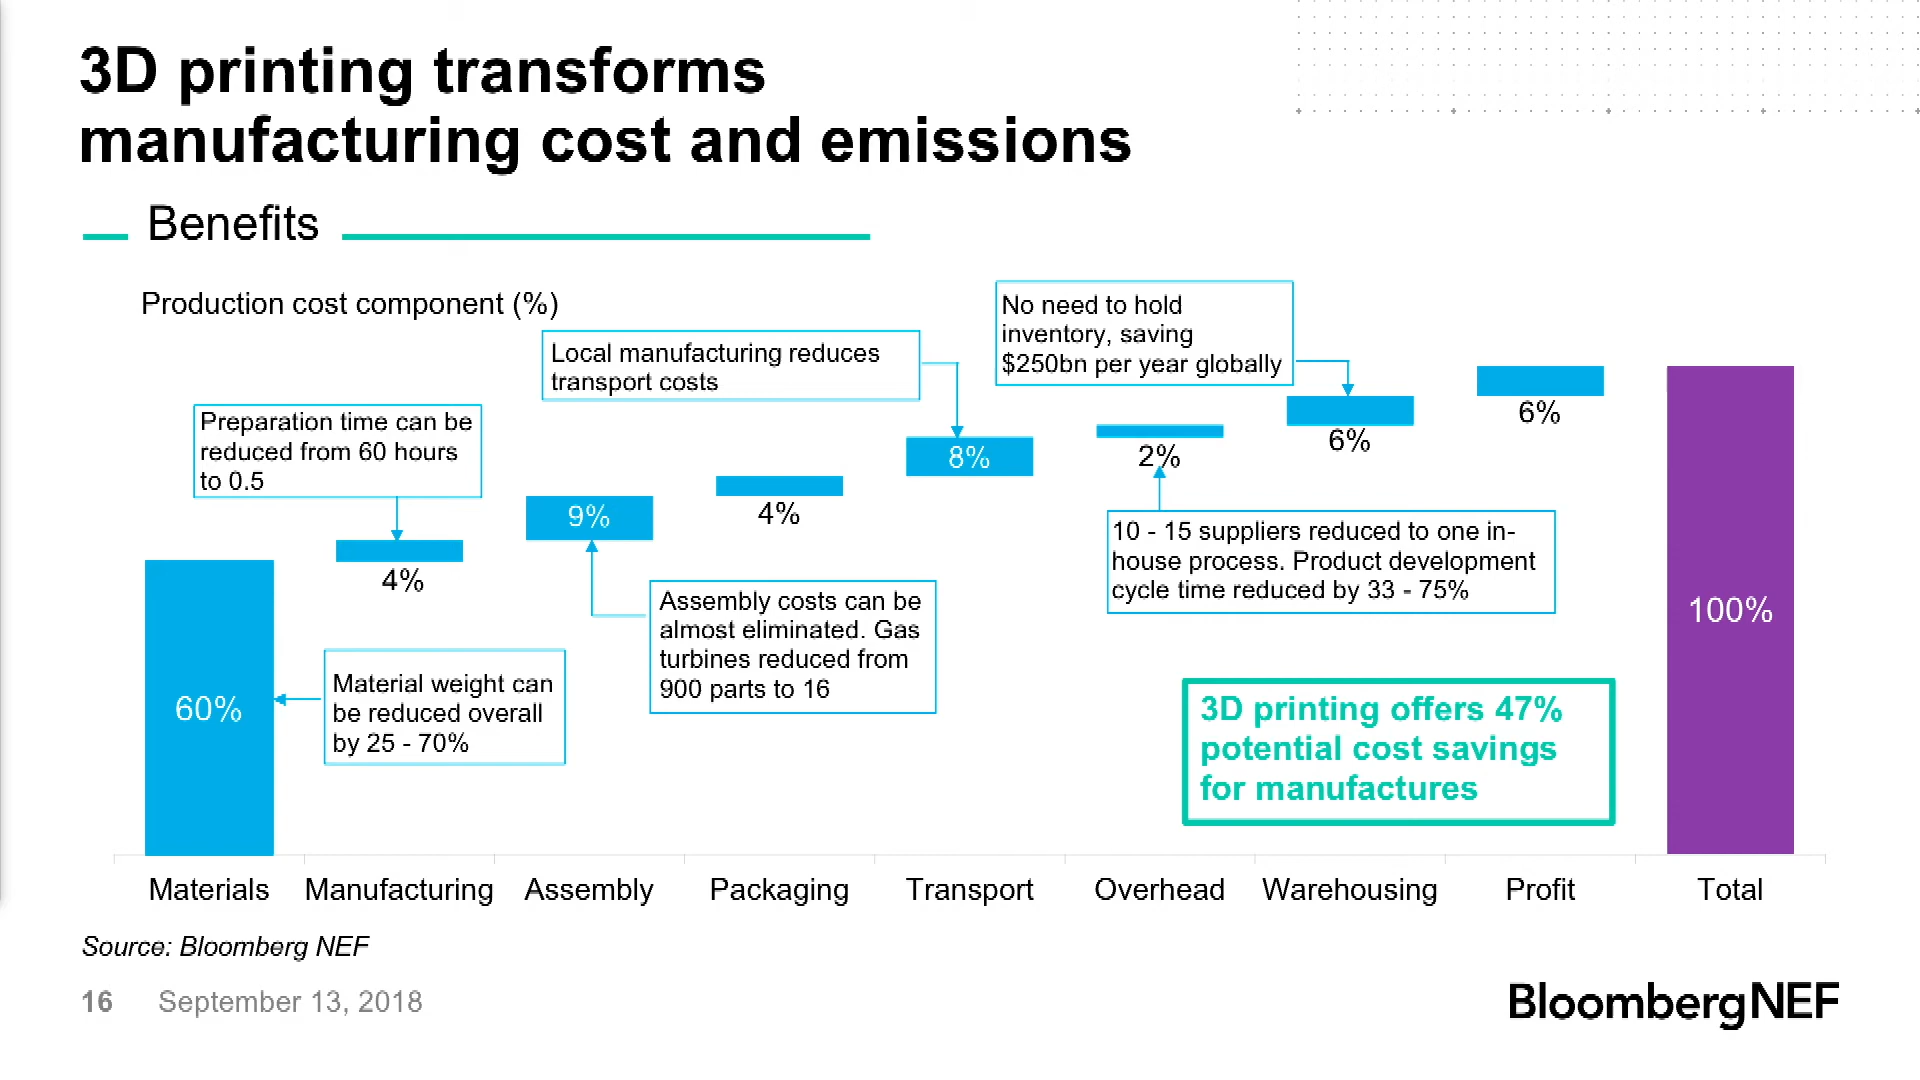 3D printing transforms
manufacturing cost and emissions
Benefits
Production cost component (%)
Preparation time can be
reduced from 60 hours
to 0.5
Local manufacturing reduces
transport costs
No need to hold
inventory, saving
$250bn per year globally
60%
4%
9%
4%
8%
2%
6%
6%
100%
Material weight can
be reduced overall
by 25 - 70%
Assembly costs can be
almost eliminated. Gas
turbines reduced from
900 parts to 16
10 - 15 suppliers reduced to one in-
house process. Product development
cycle time reduced by 33 - 75%
3D printing offers 47%
potential cost savings
for manufactures
Materials Manufacturing Assembly Packaging Transport Overhead Warehousing Profit Total
Source: Bloomberg NEF
16 September 13, 2018
BloombergNEF